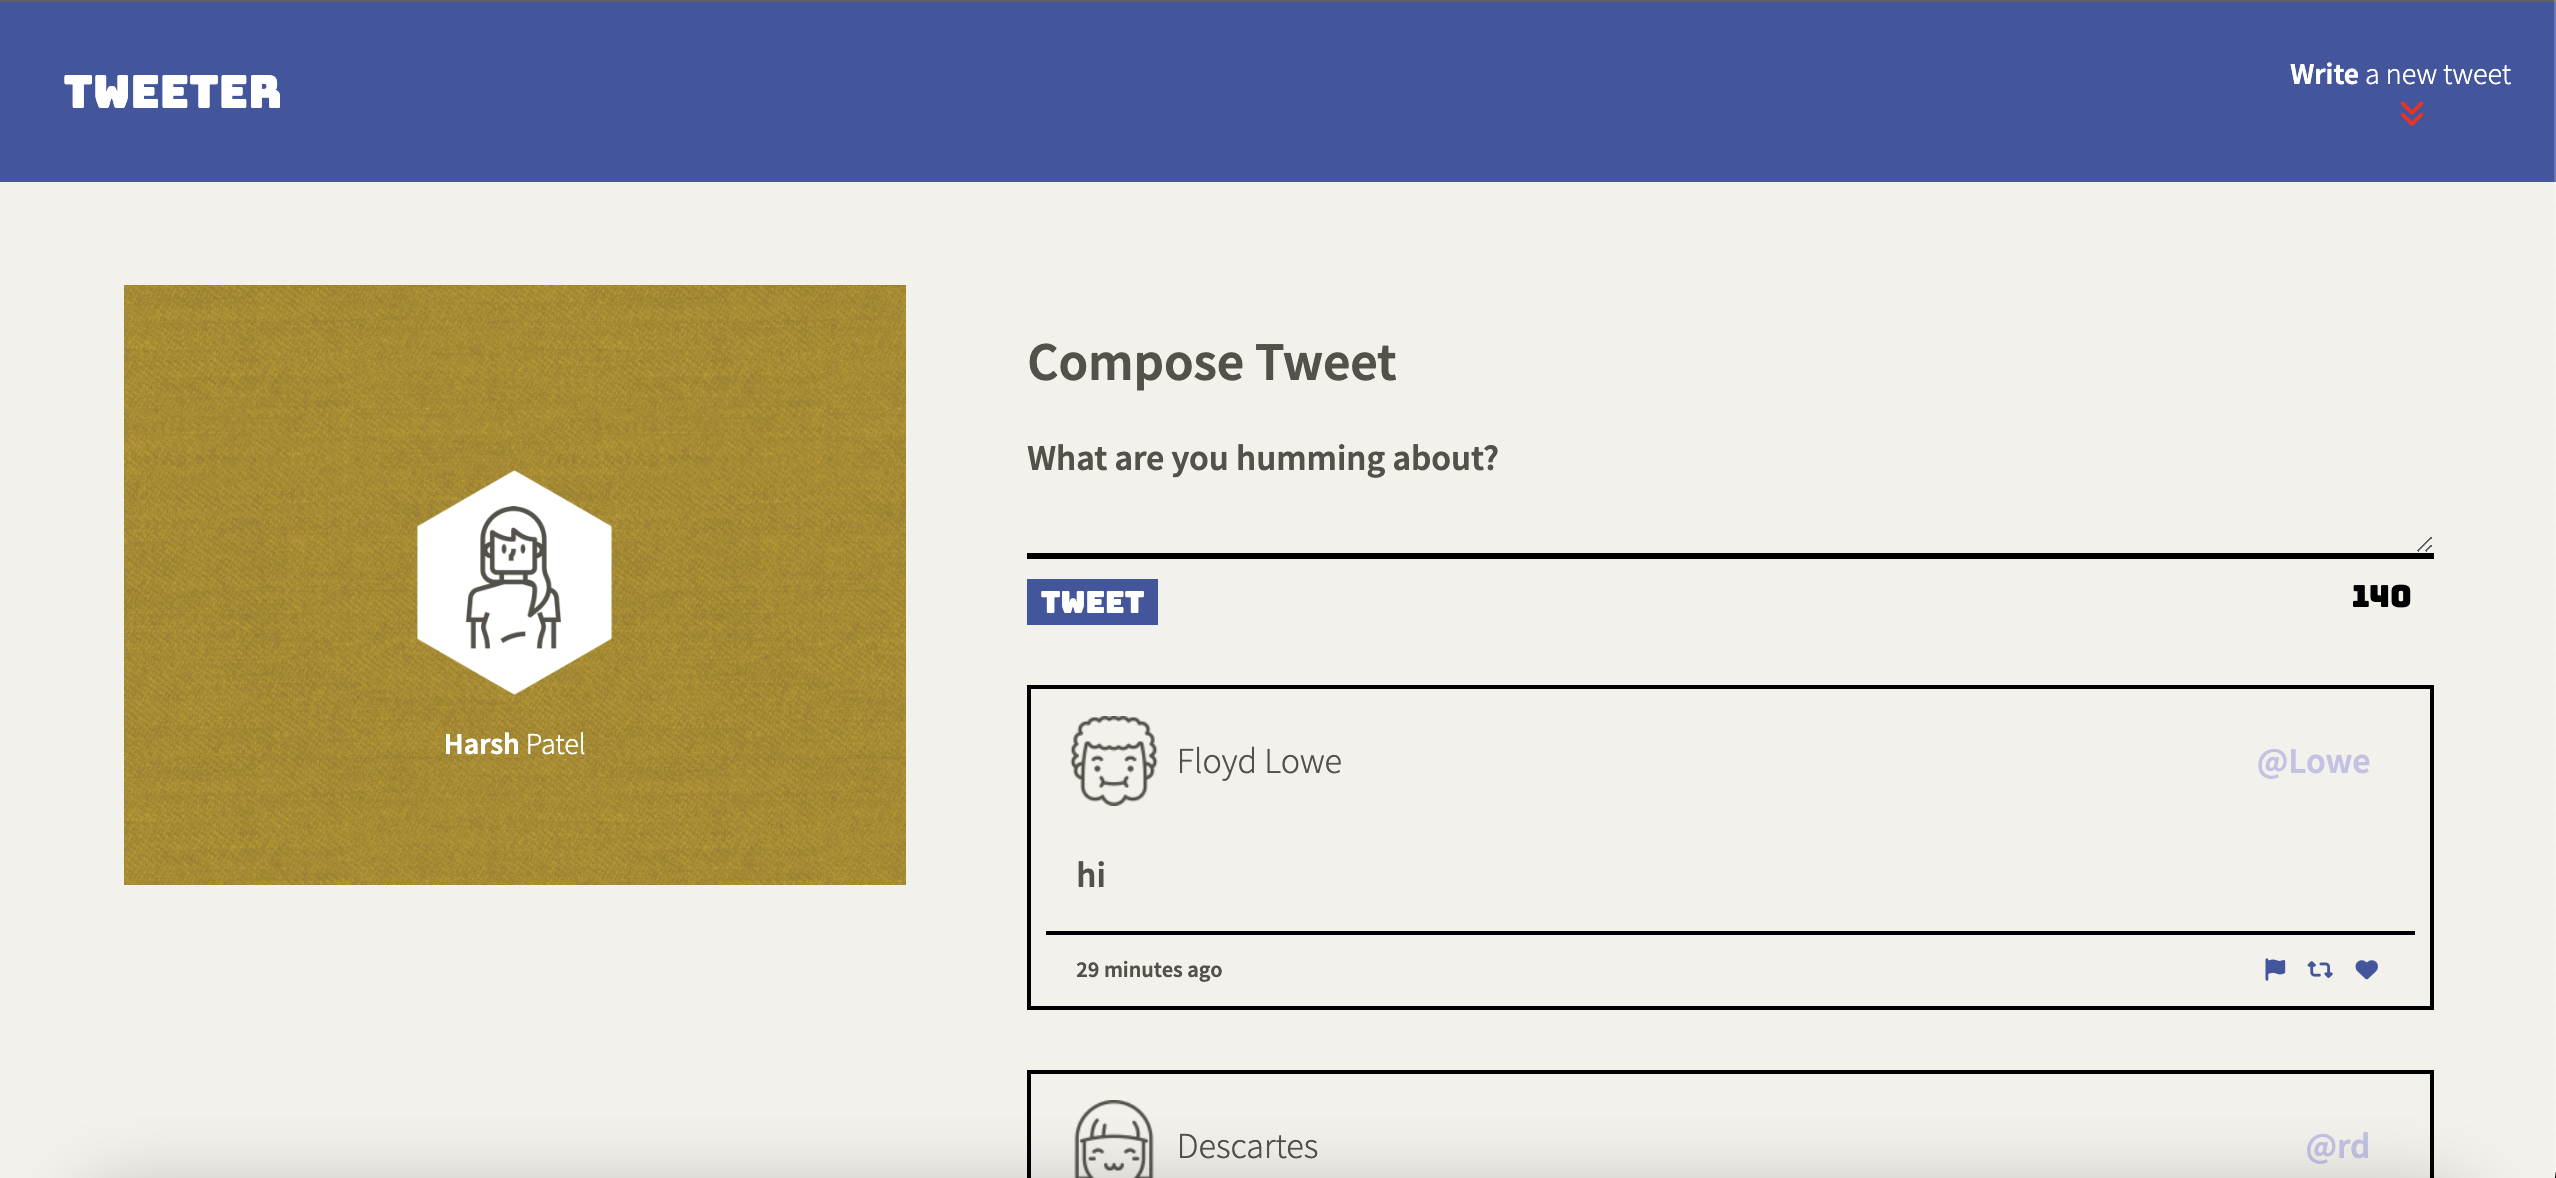 TWEETER
Write a new tweet
Harsh Patel
Compose Tweet
What are you humming about?
TWEET
140
Floyd Lowe
@Lowe
hi
29 minutes ago
Descartes
@rd